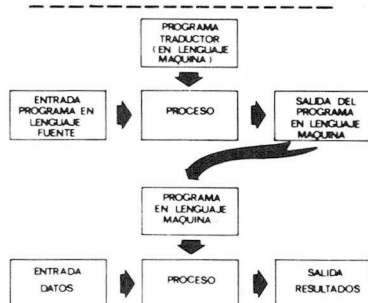 PROGRAMA
TRADUCTOR
(EN LENGUAJE
MAQUINA)
ENTRADA
PROGRAMA EN
LENGUAJE
FUENTE
PROCESO
SALIDA DEL
PROGRAMA
EN LENGUAJE
MAQUINA
PROGRAMA
EN LENGUAJE
MAQUINA
ENTRADA
DATOS
PROCESO
SALIDA
RESULTADOS